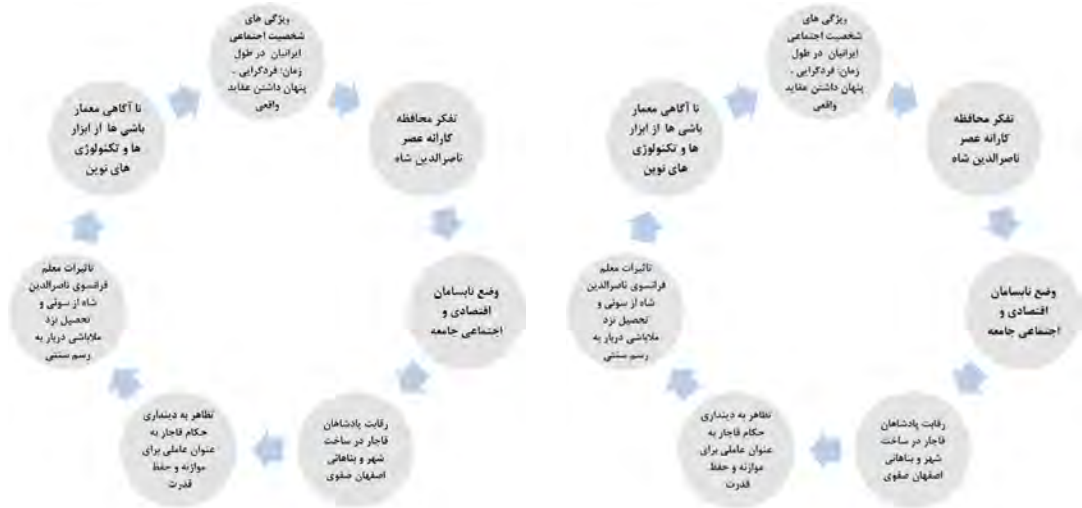 ویژگی های
شخصیت اجتماعی
ایرانیان در طول
زمان: فردگرایی ،
پنهان داشتن عقاید
واقعی
تفکر محافظه
کارانه عصر
ناصرالدین شاه
وضع نابسامان
اقتصادی و
اجتماعی جامعه
رقابت پادشاهان
قاجار در ساخت
شهر و بناهائی
اصفهان صفوی
تظاهر به دینداری
حکام قاجار به
عنوان عاملی برای
موازنه و حفظ
قدرت
تاثیرات معلم
فرانسوی ناصرالدین
شاه از سوئی و
تحصیل نزد
ملاباشی دربار به
رسم سنتی
نا آگاهی معمار
باشی ها از ابزار
ها و تکنولوژی
های نوین
ویژگی های
شخصیت اجتماعی
ایرانیان در طول
زمان: فردگرایی ،
پنهان داشتن عقاید
واقعی
تفکر محافظه
کارانه عصر
ناصرالدین شاه
وضع نابسامان
اقتصادی و
اجتماعی جامعه
رقابت پادشاهان
قاجار در ساخت
شهر و بناهائی
اصفهان صفوی
تظاهر به دینداری
حکام قاجار به
عنوان عاملی برای
موازنه و حفظ
قدرت
تاثیرات معلم
فرانسوی ناصرالدین
شاه از سوئی و
تحصیل نزد
ملاباشی دربار به
رسم سنتی
نا آگاهی معمار
باشی ها از ابزار
ها و تکنولوژی
های نوین